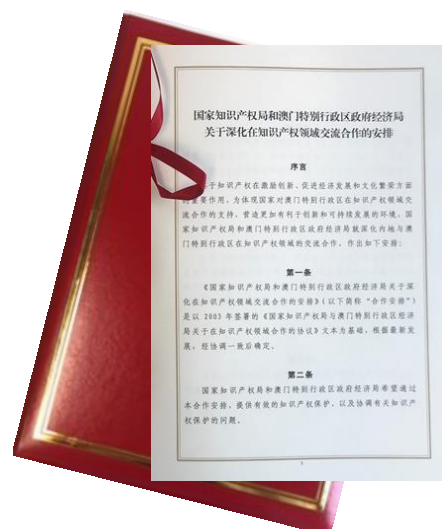 国家知识产权局和澳门特别行政区政府经济局
关于深化在知识产权领域交流合作的安排
序言
于知识产权在激励创新、促进经济发展和文化繁荣方面
重要作用，为体现国家对澳门特别行政区在知识产权领域交
流合作的支持，营造更加有利于创新和可持续发展的环境，国
家知识产权局和澳门特别行政区政府经济局就深化内地与澳
门特别行政区在知识产权领域的交流合作，作出如下安排：
第一条
《国家知识产权局和澳门特别行政区政府经济局关于深
化在知识产权领域交流合作的安排》（以下简称“合作安排”）
是以 2003 年签署的《国家知识产权局与澳门特别行政区经济
局关于在知识产权领域合作的协议》文本为基础，根据最新发
展，经协调一致后确定。
第二条
国家知识产权局和澳门特别行政区政府经济局希望通过
本合作安排，提供有效的知识产权保护，以及协调有关知识产
权保护的问题。